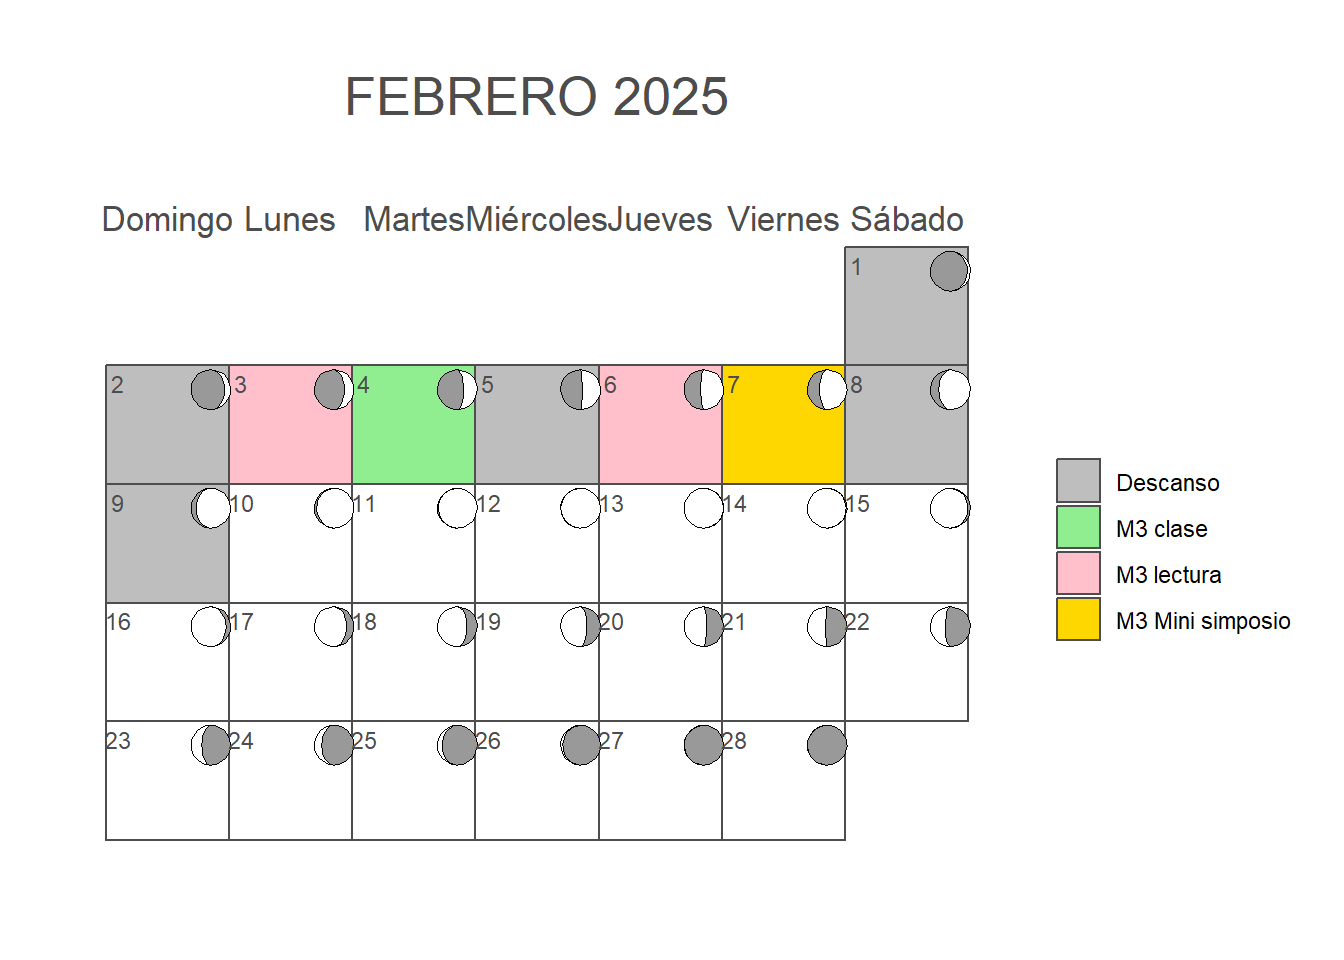 FEBRERO 2025
Domingo Lunes Martes Miércoles Jueves Viernes Sábado
1
2 3 4 5 6 7 8
9 10 11 12 13 14 15
16 17 18 19 20 21 22
23 24 25 26 27 28
Descanso
M3 clase
M3 lectura
M3 Mini simposio